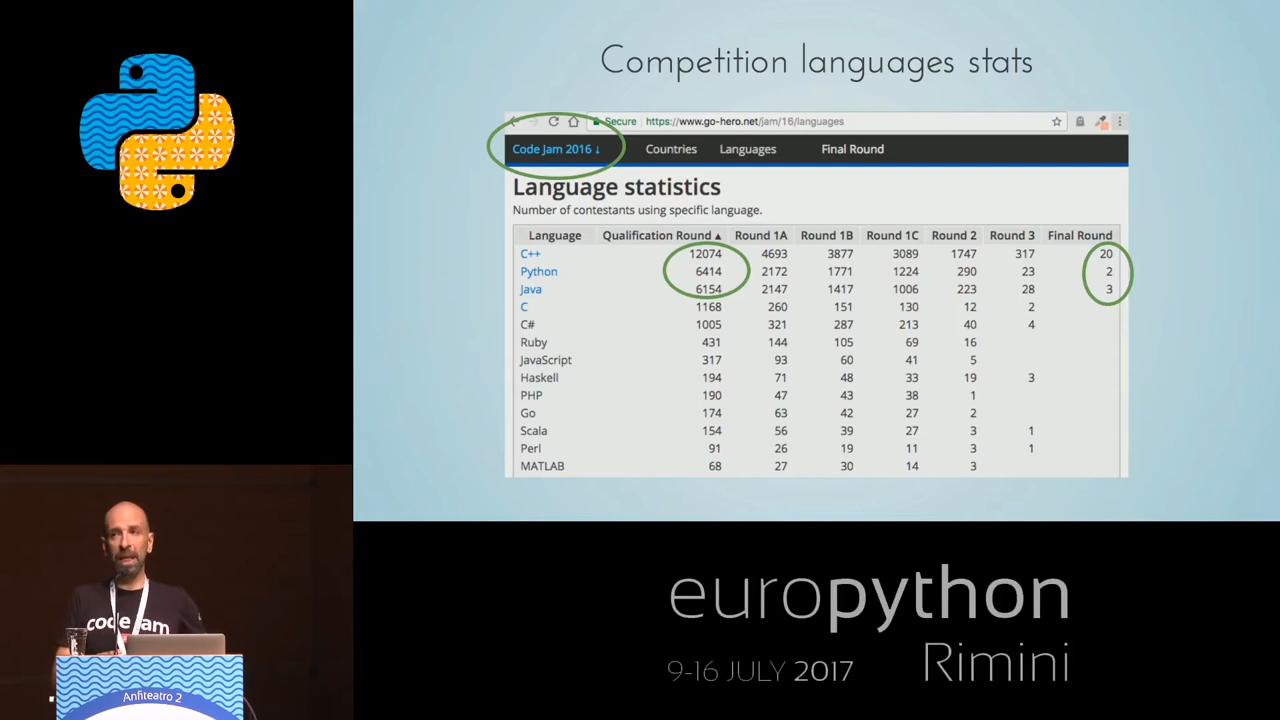 Competition languages stats
Secure https://www.go-hero.net/jam/16/languages
Code Jam 2016 ↓ Countries Languages Final Round
Language statistics
Number of contestants using specific language.
Language Qualification Round ▲ Round 1A Round 1B Round 1C Round 2 Round 3 Final Round
C++ 12074 4693 3877 3089 1747 317 20
Python 6414 2172 1771 1224 290 23 2
Java 6154 2147 1417 1006 223 28 3
C 1168 260 151 130 12 2
C# 1005 321 287 213 40 4
Ruby 431 144 105 69 16
JavaScript 317 93 60 41 5
Haskell 194 71 48 33 19 3
PHP 190 47 43 38 1
Go 174 63 42 27 2
Scala 154 56 39 27 3 1
Perl 91 26 19 11 3 1
MATLAB 68 27 30 14 3
code jam
Anfiteatro 2
europython
Rimini
9-16 JULY 2017